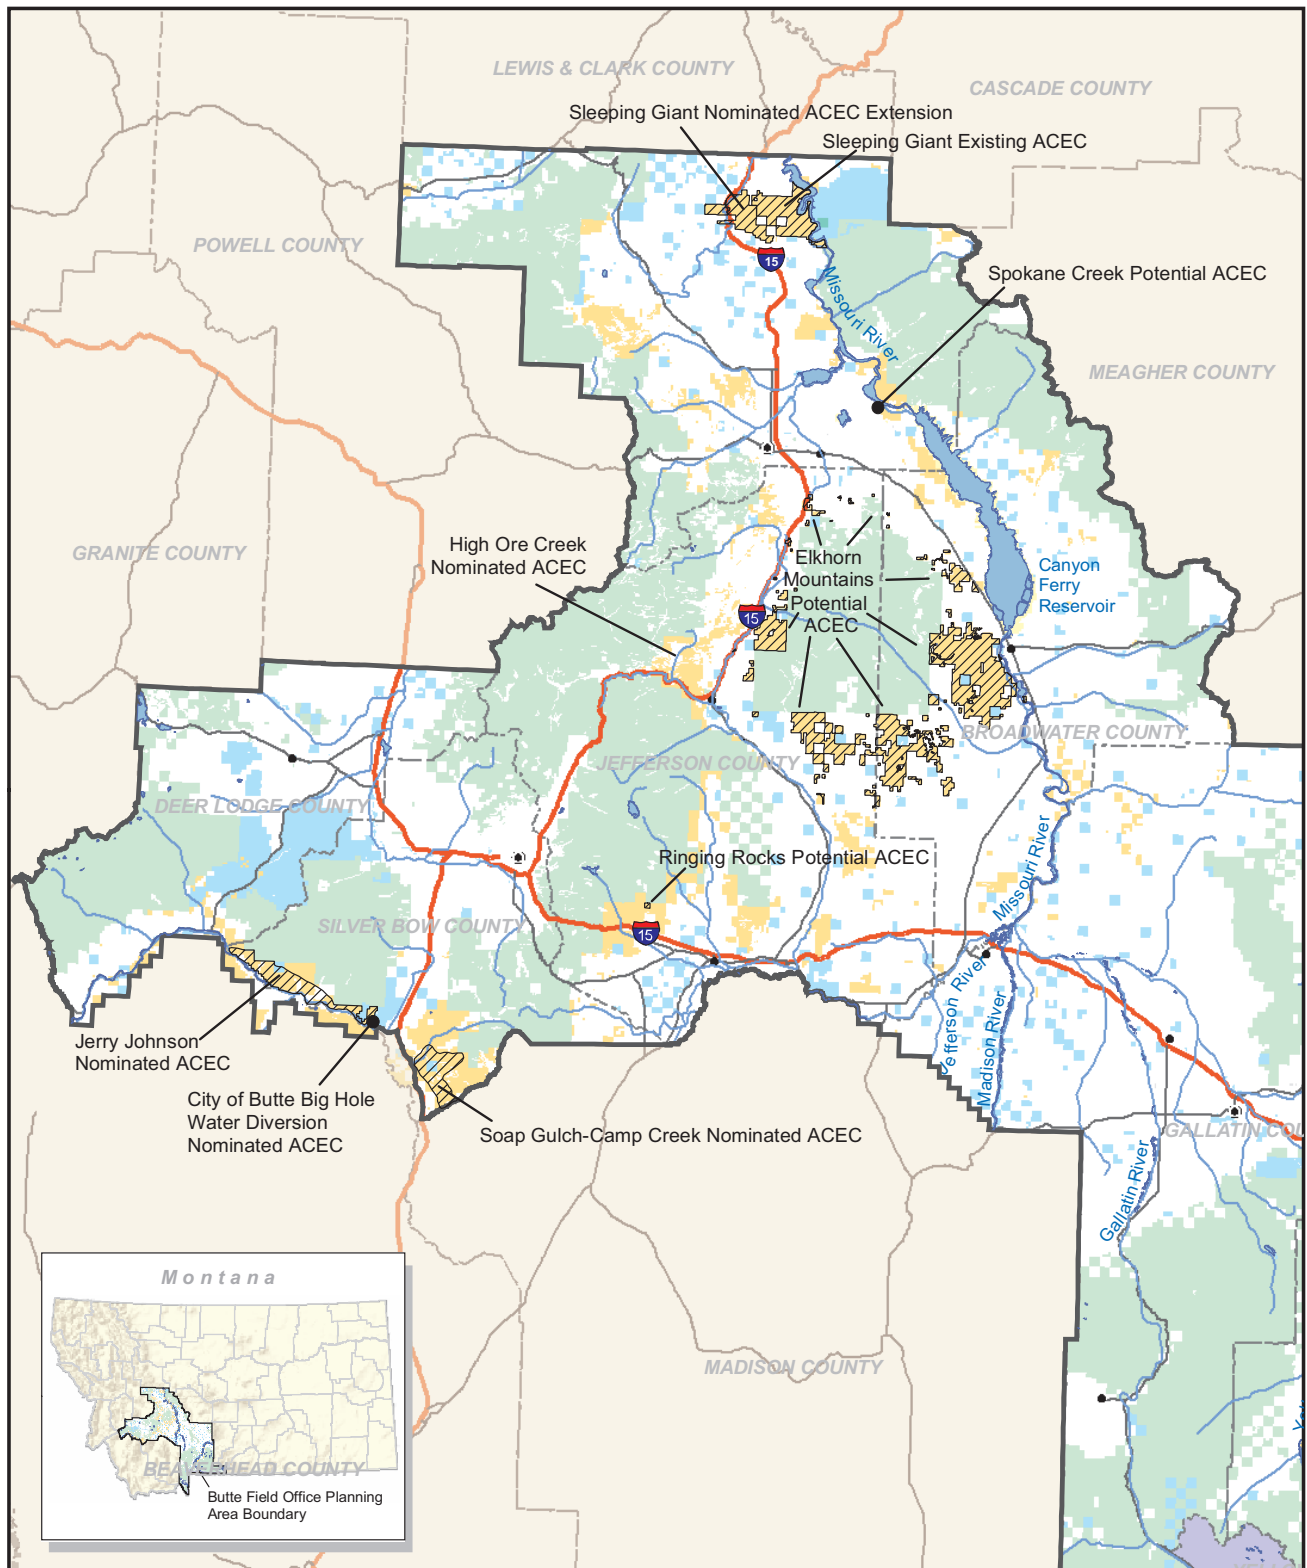 LEWIS & CLARK COUNTY
CASCADE COUNTY
Sleeping Giant Nominated ACEC Extension
Sleeping Giant Existing ACEC
POWELL COUNTY
15
Spokane Creek Potential ACEC
Missouri River
MEAGHER COUNTY
GRANITE COUNTY
High Ore Creek
Nominated ACEC
Elkhorn
Mountains
Potential
ACEC
Canyon
Ferry
Reservoir
15
BROADWATER COUNTY
JEFFERSON COUNTY
DEER LODGE COUNTY
Ringing Rocks Potential ACEC
Missouri River
SILVER BOW COUNTY
15
Jefferson River
Madison River
Jerry Johnson
Nominated ACEC
City of Butte Big Hole
Water Diversion
Nominated ACEC
Soap Gulch-Camp Creek Nominated ACEC
GALLATIN COU
Gallatin River
Montana
MADISON COUNTY
BEAVERHEAD COUNTY
Butte Field Office Planning
Area Boundary